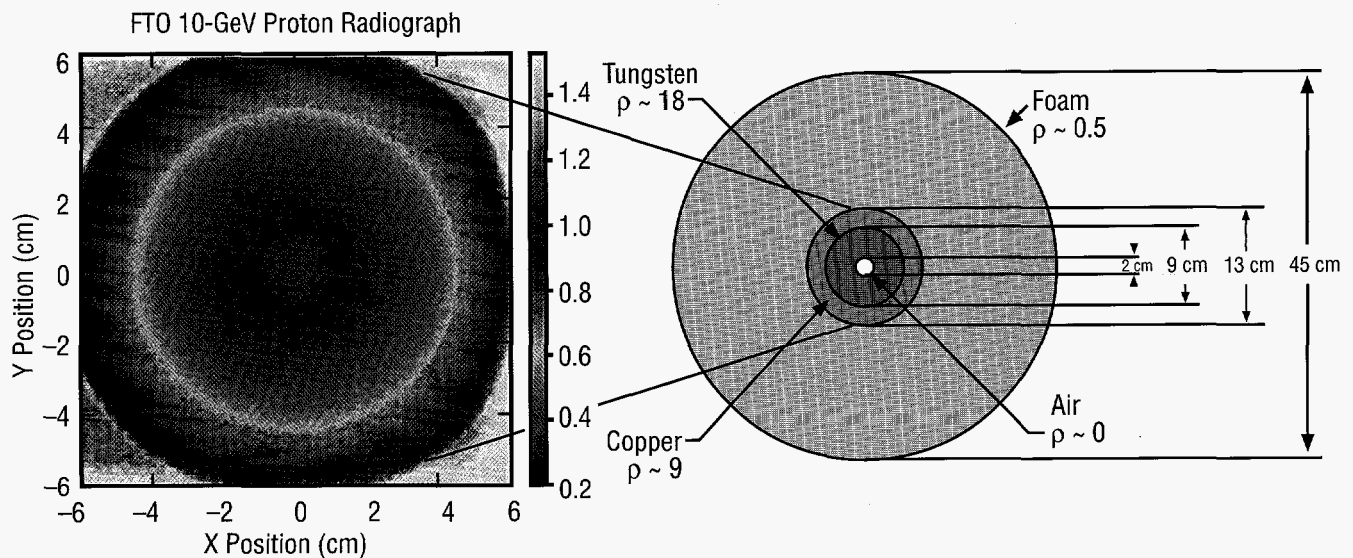 FTO 10-GeV Proton Radiograph
6
4
2
0
−2
−4
−6
Y Position (cm)
−6
−4
−2
0
2
4
6
X Position (cm)
1.4
1.2
1.0
0.8
0.6
0.4
0.2
Tungsten
ρ ~ 18
Foam
ρ ~ 0.5
2 cm
9 cm
13 cm
45 cm
Air
ρ ~ 0
Copper
ρ ~ 9